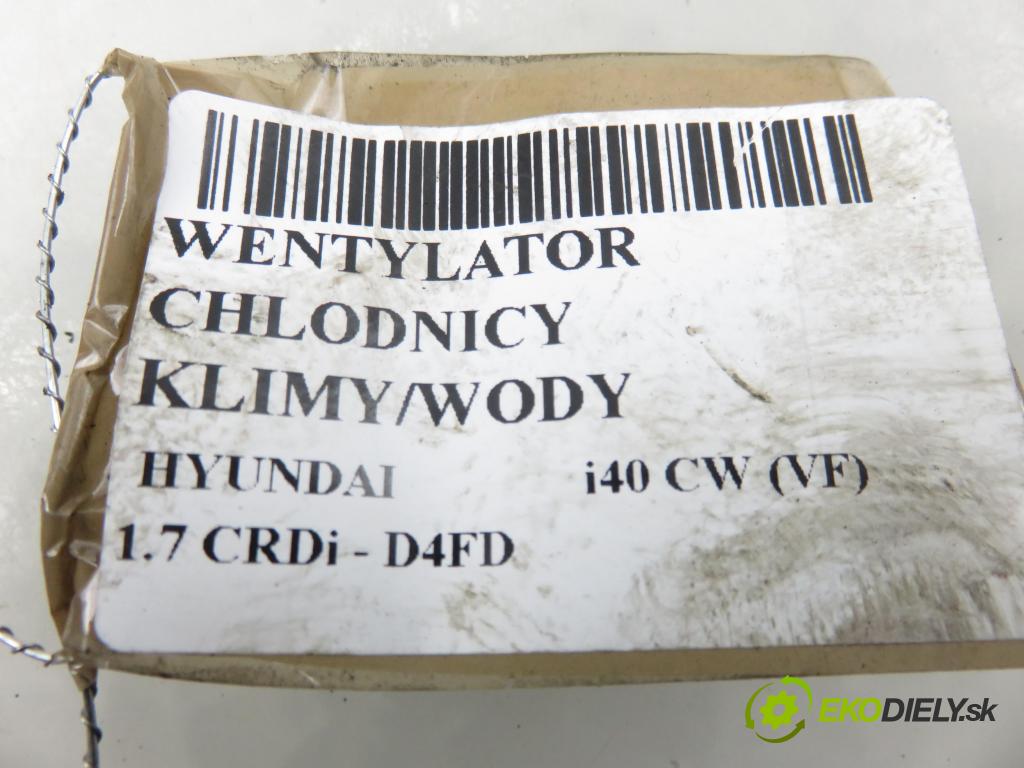 WENTYLATOR
CHLODNICY
KLIMY/WODY
HYUNDAI i40 CW (VF)
1.7 CRDi - D4FD
EKODIELY.sk